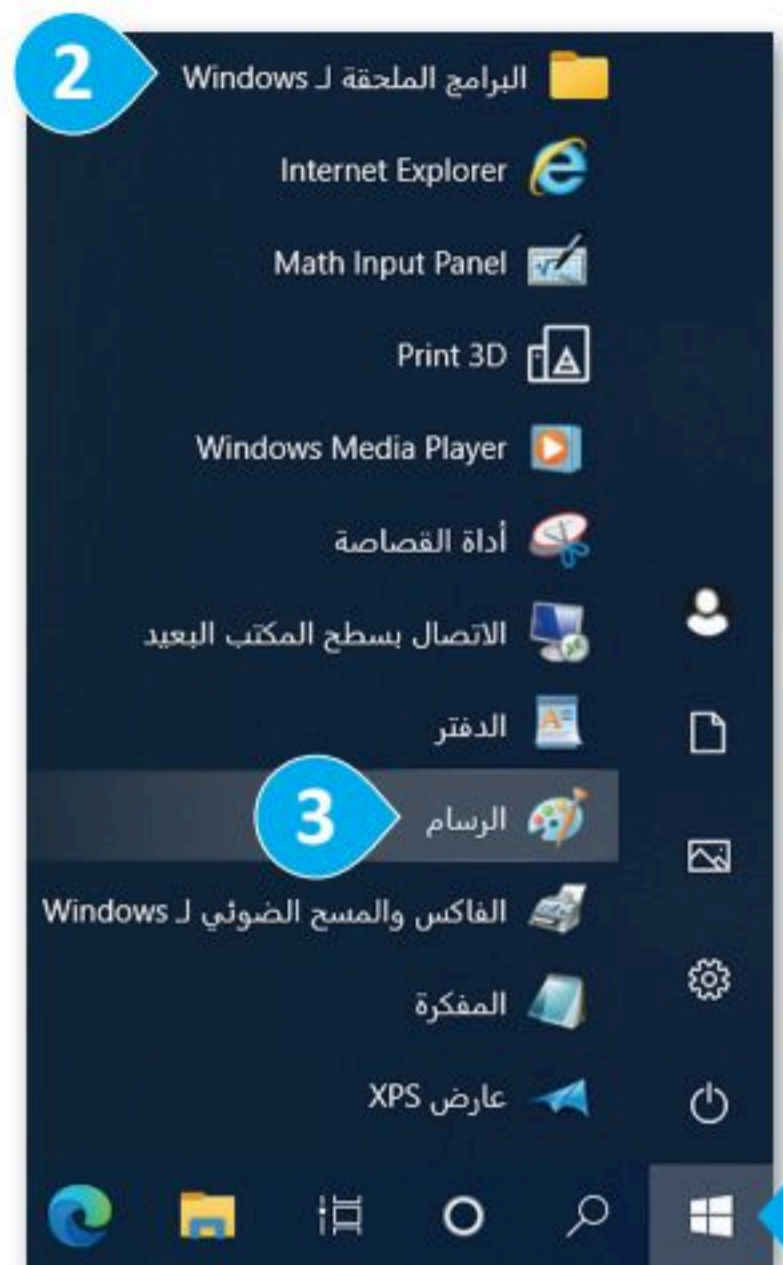 2
البرامج الملحقة لـ Windows
Internet Explorer
Math Input Panel
Print 3D
Windows Media Player
أداة القصاصة
الاتصال بسطح المكتب البعيد
الدفتر
3
الرسام
الفاكس والمسح الضوئي لـ Windows
المفكرة
عارض XPS